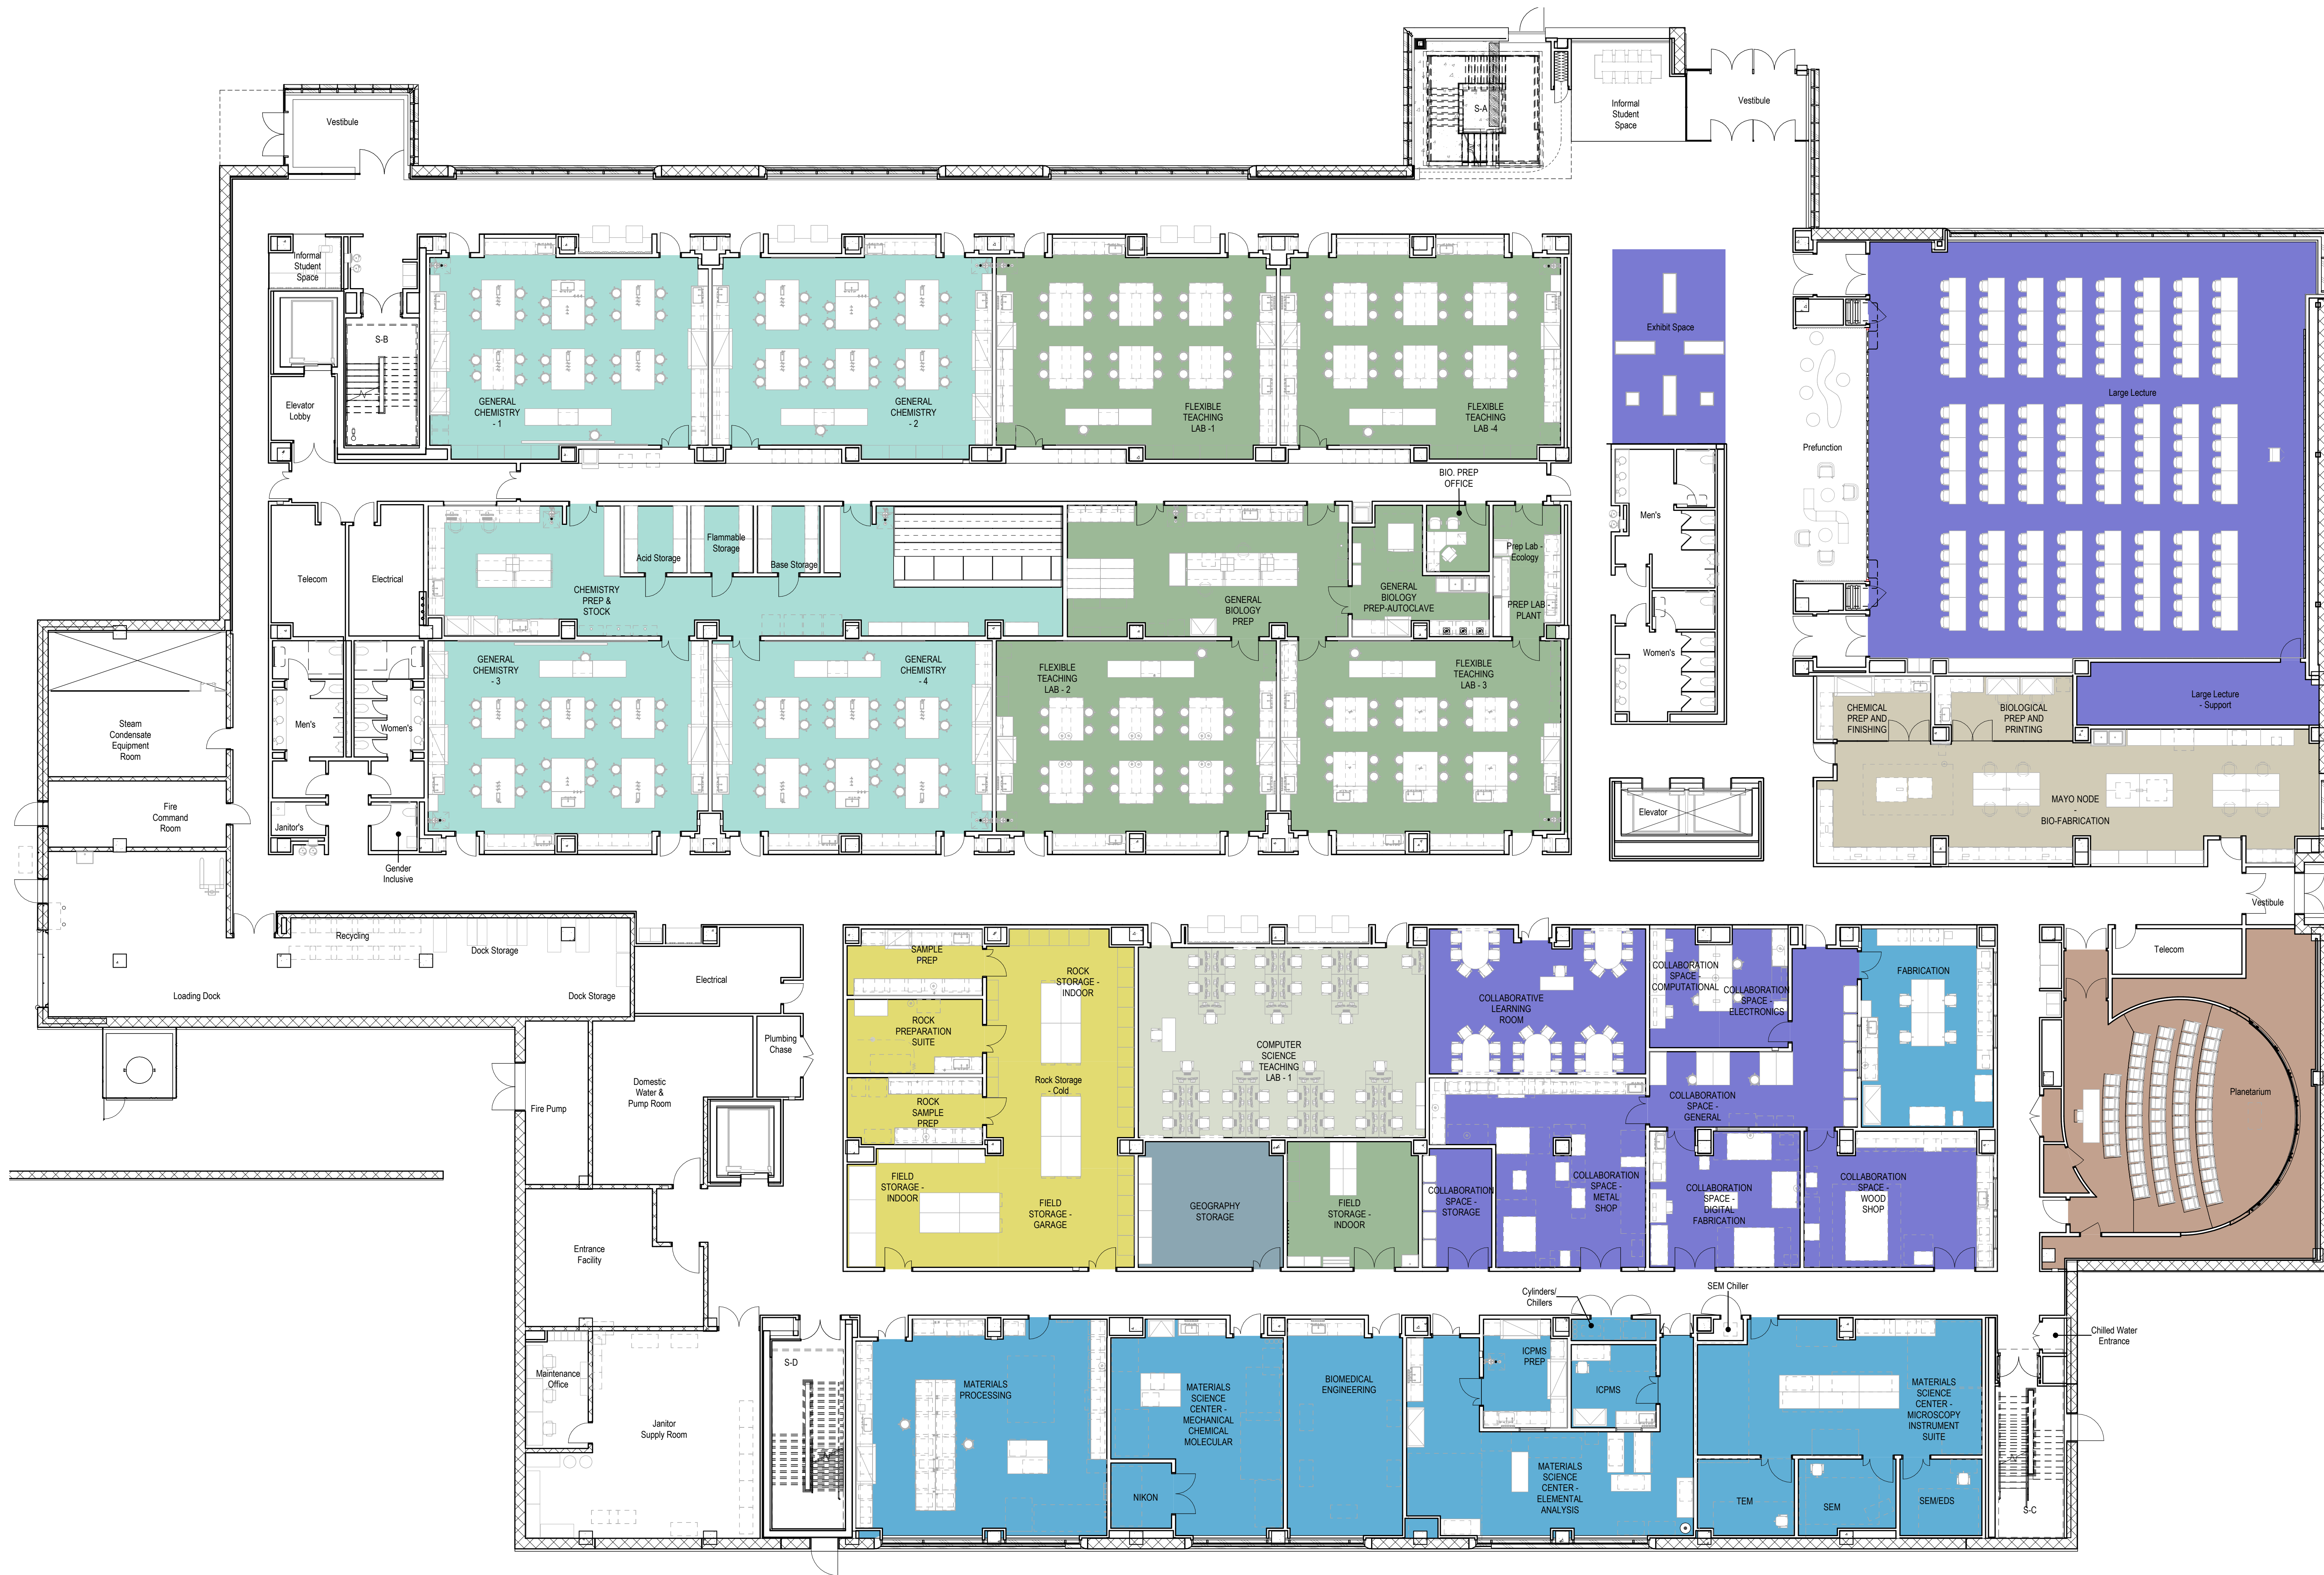 S-A
Informal
Student
Space
Vestibule
Vestibule
Informal
Student
Space
S-B
Elevator
Lobby
GENERAL
CHEMISTRY
- 1
GENERAL
CHEMISTRY
- 2
FLEXIBLE
TEACHING
LAB -1
FLEXIBLE
TEACHING
LAB -4
Exhibit Space
Large Lecture
Prefunction
BIO. PREP
OFFICE
Men's
Telecom
Electrical
Acid Storage
Flammable
Storage
Base Storage
CHEMISTRY
PREP &
STOCK
GENERAL
BIOLOGY
PREP
GENERAL
BIOLOGY
PREP-AUTOCLAVE
Prep Lab -
Ecology
PREP LAB -
PLANT
Women's
GENERAL
CHEMISTRY
- 3
GENERAL
CHEMISTRY
- 4
FLEXIBLE
TEACHING
LAB - 2
FLEXIBLE
TEACHING
LAB - 3
Large Lecture
- Support
CHEMICAL
PREP AND
FINISHING
BIOLOGICAL
PREP AND
PRINTING
Steam
Condensate
Equipment
Room
Men's
Women's
Fire
Command
Room
Janitor's
Gender
Inclusive
Elevator
MAYO NODE
-
BIO-FABRICATION
Vestibule
Recycling
Dock Storage
Loading Dock
Dock Storage
Electrical
SAMPLE
PREP
ROCK
STORAGE -
INDOOR
ROCK
PREPARATION
SUITE
Rock Storage
- Cold
ROCK
SAMPLE
PREP
COMPUTER
SCIENCE
TEACHING
LAB - 1
COLLABORATIVE
LEARNING
ROOM
COLLABORATION
SPACE -
COMPUTATIONAL
COLLABORATION
SPACE -
ELECTRONICS
FABRICATION
Telecom
Planetarium
Plumbing
Chase
Domestic
Water &
Pump Room
Fire Pump
COLLABORATION
SPACE -
GENERAL
FIELD
STORAGE -
INDOOR
FIELD
STORAGE -
GARAGE
GEOGRAPHY
STORAGE
FIELD
STORAGE -
INDOOR
COLLABORATION
SPACE -
STORAGE
COLLABORATION
SPACE -
METAL
SHOP
COLLABORATION
SPACE -
DIGITAL
FABRICATION
COLLABORATION
SPACE -
WOOD
SHOP
Entrance
Facility
Cylinders/
Chillers
SEM Chiller
Chilled Water
Entrance
Maintenance
Office
Janitor
Supply Room
S-D
MATERIALS
PROCESSING
MATERIALS
SCIENCE
CENTER -
MECHANICAL
CHEMICAL
MOLECULAR
NIKON
BIOMEDICAL
ENGINEERING
ICPMS
PREP
ICPMS
MATERIALS
SCIENCE
CENTER -
ELEMENTAL
ANALYSIS
MATERIALS
SCIENCE
CENTER -
MICROSCOPY
INSTRUMENT
SUITE
TEM
SEM
SEM/EDS
S-C